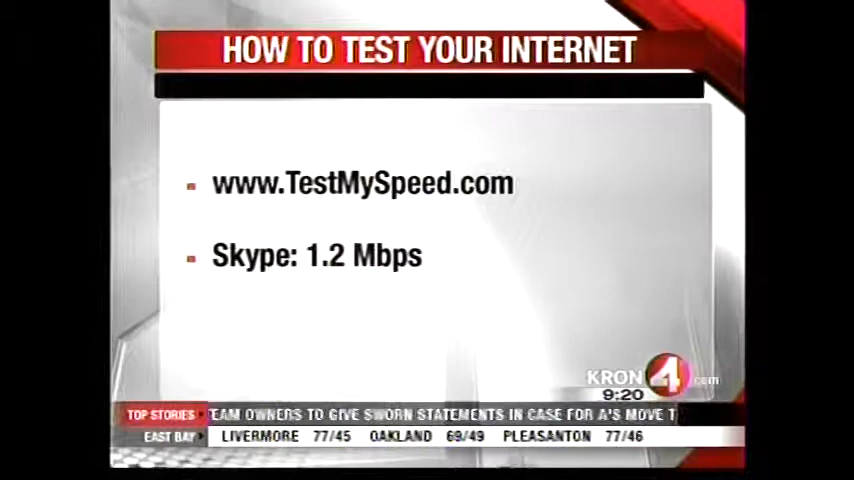 HOW TO TEST YOUR INTERNET
www.TestMySpeed.com
Skype: 1.2 Mbps
KRON 4.com
9:20
TOP STORIES TEAM OWNERS TO GIVE SWORN STATEMENTS IN CASE FOR A'S MOVE T
EAST BAY LIVERMORE 77/45 OAKLAND 69/49 PLEASANTON 77/46